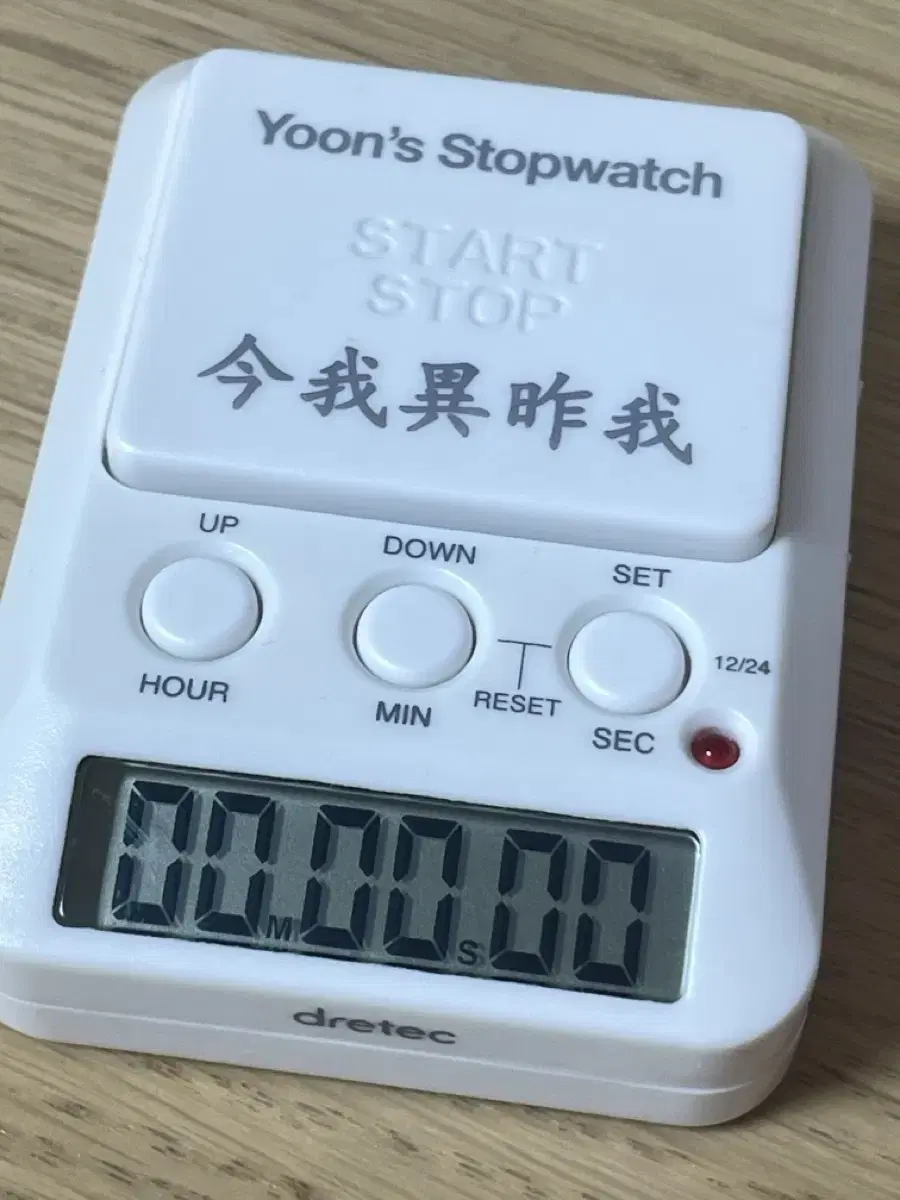 Yoon's Stopwatch
START
STOP
今我異昨我
UP
DOWN
SET
HOUR
MIN
RESET
SEC
12/24
00M00S00
dretec